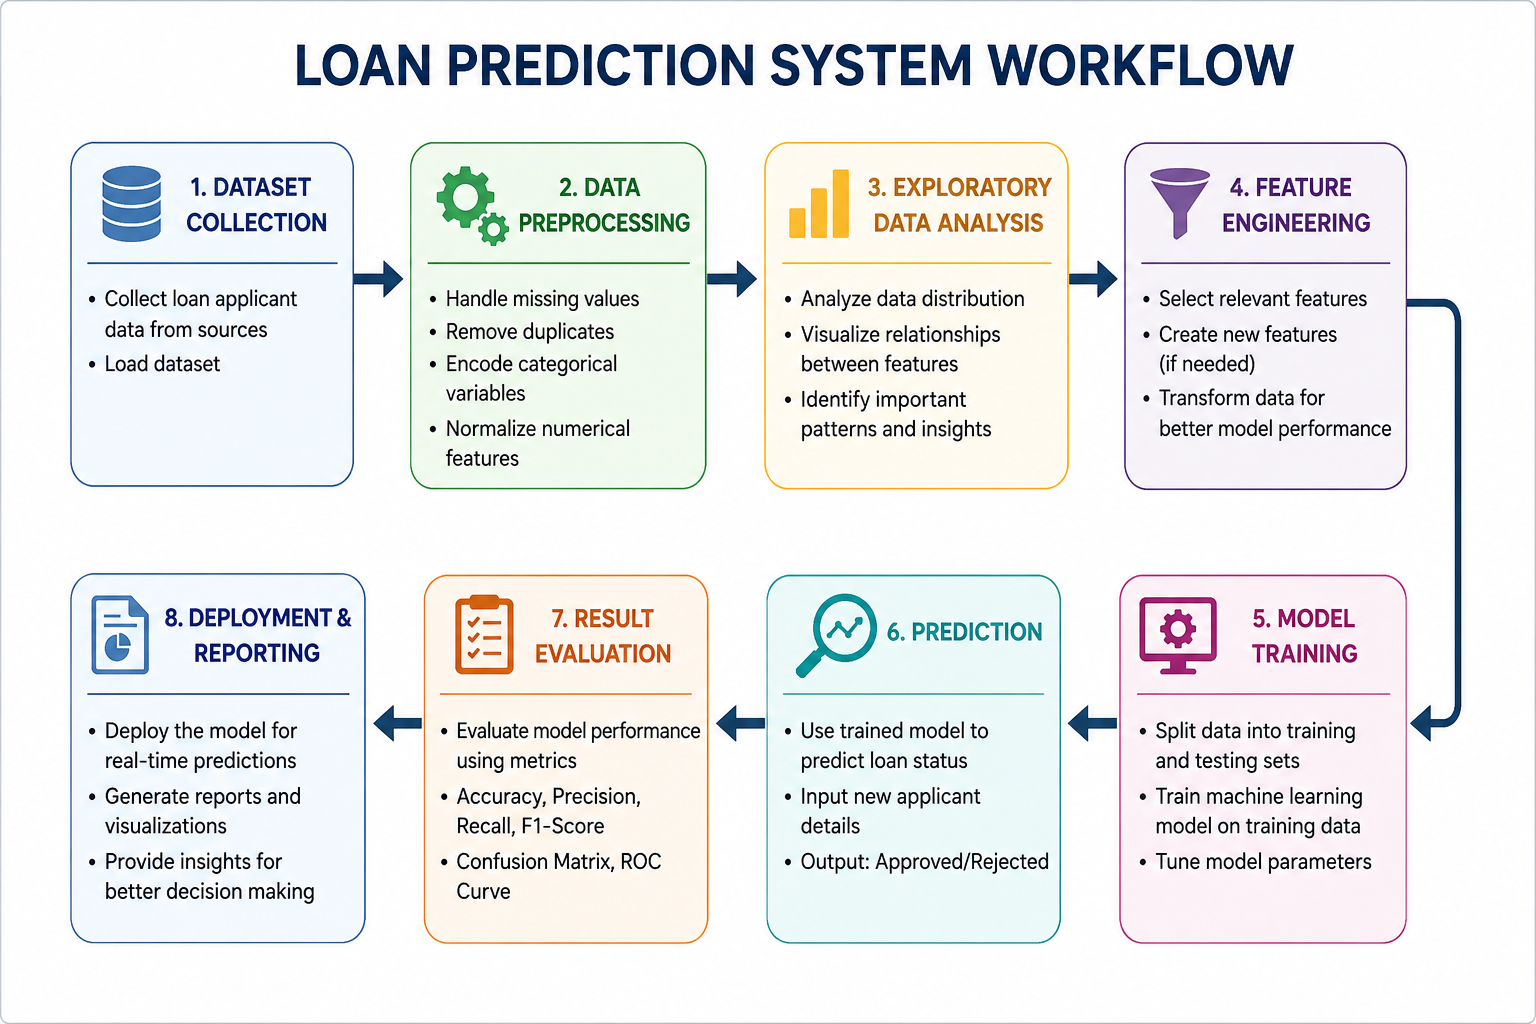 LOAN PREDICTION SYSTEM WORKFLOW
1. DATASET
COLLECTION
• Collect loan applicant
data from sources
• Load dataset
2. DATA
PREPROCESSING
• Handle missing values
• Remove duplicates
• Encode categorical
variables
• Normalize numerical
features
3. EXPLORATORY
DATA ANALYSIS
• Analyze data distribution
• Visualize relationships
between features
• Identify important
patterns and insights
4. FEATURE
ENGINEERING
• Select relevant features
• Create new features
(if needed)
• Transform data for
better model performance
5. MODEL
TRAINING
• Split data into training
and testing sets
• Train machine learning
model on training data
• Tune model parameters
6. PREDICTION
• Use trained model to
predict loan status
• Input new applicant
details
• Output: Approved/Rejected
7. RESULT
EVALUATION
• Evaluate model performance
using metrics
• Accuracy, Precision,
Recall, F1-Score
• Confusion Matrix, ROC
Curve
8. DEPLOYMENT &
REPORTING
• Deploy the model for
real-time predictions
• Generate reports and
visualizations
• Provide insights for
better decision making